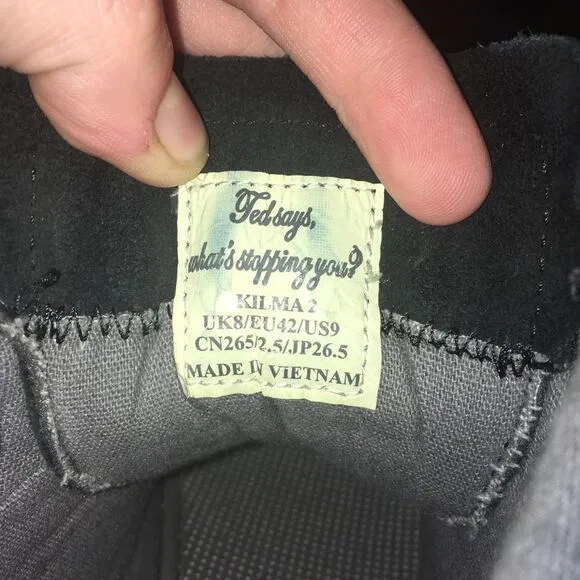 Ted says,
what's stopping you?
KILMA 2
UK8/EU42/US9
CN265/2.5/JP26.5
MADE IN VIETNAM